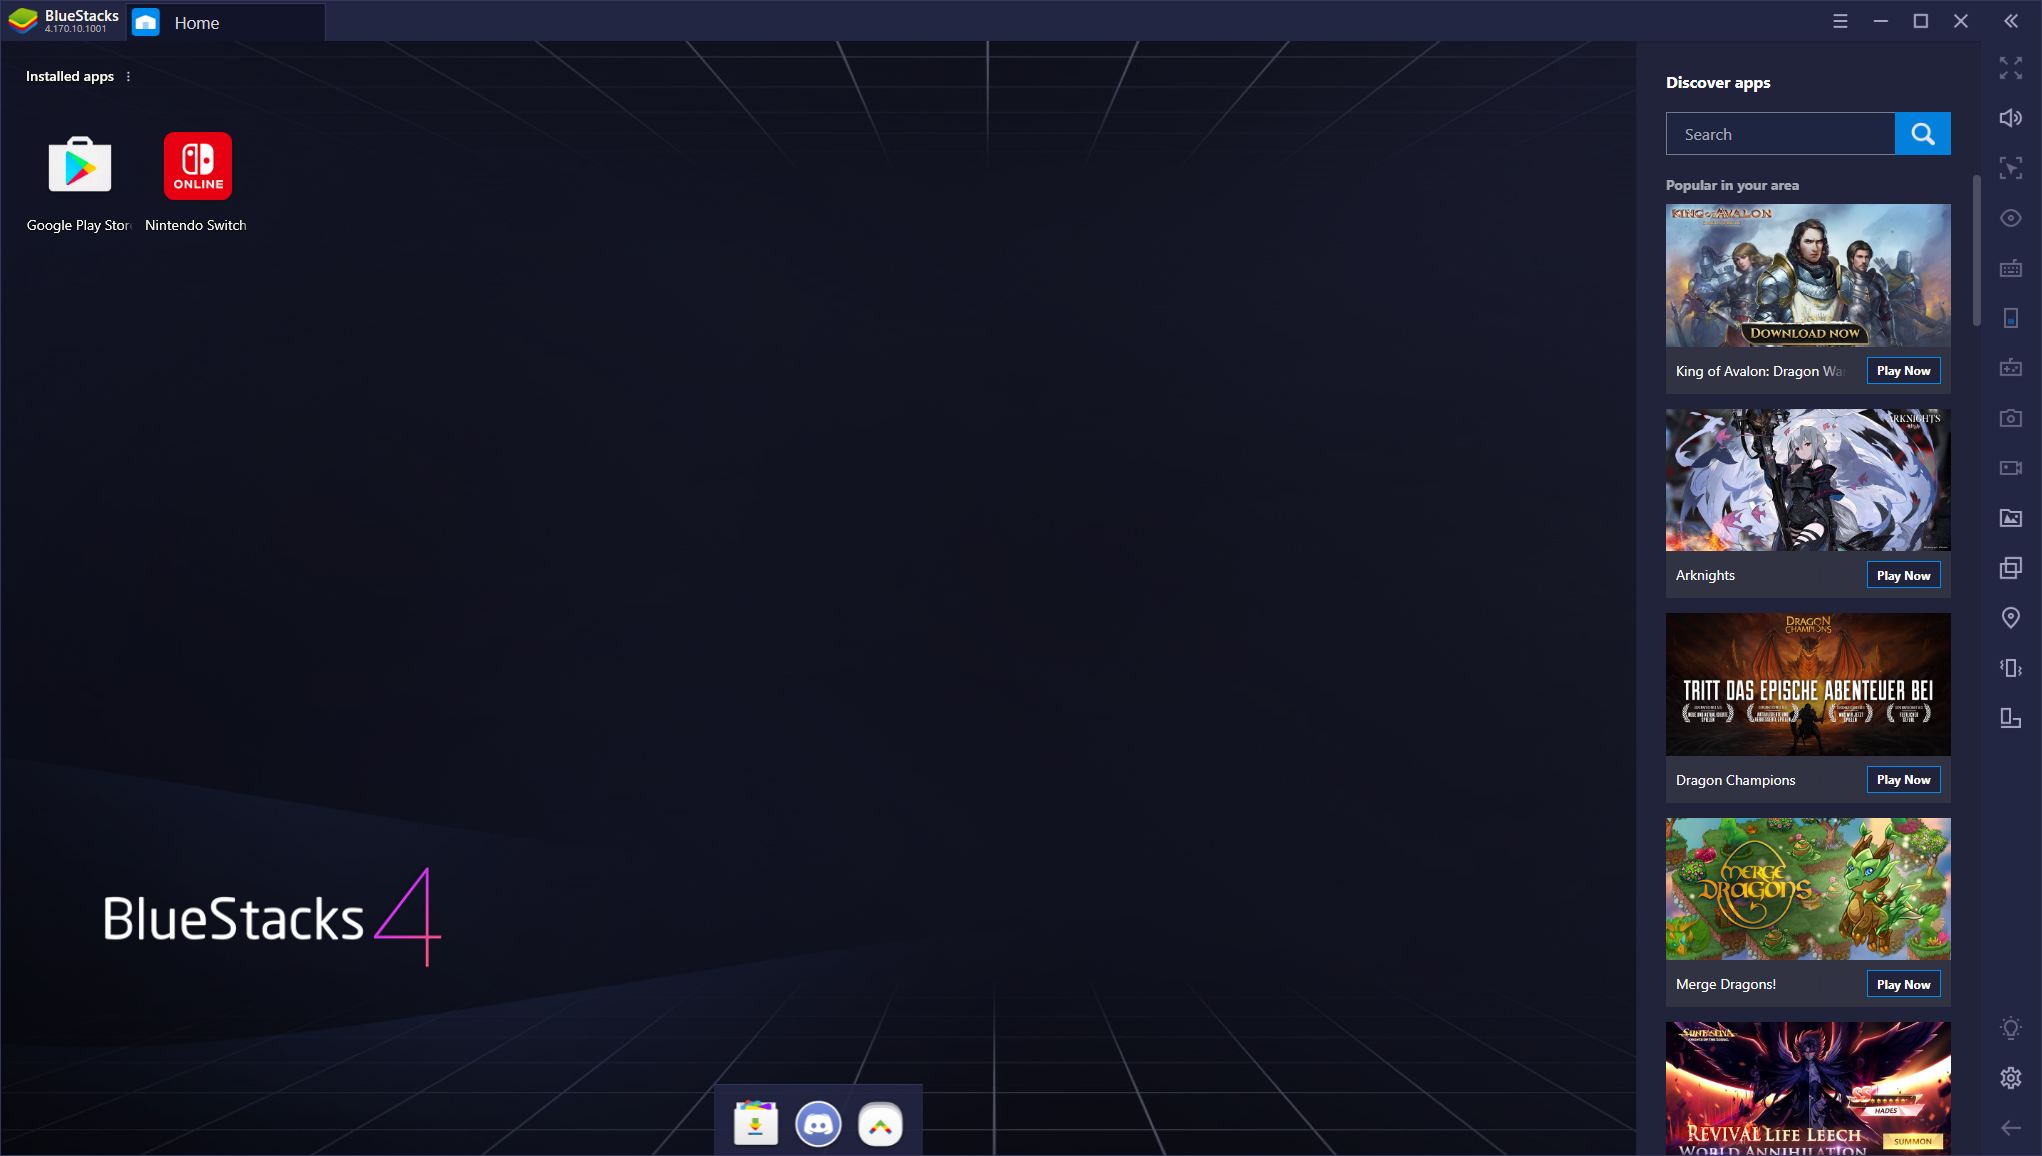 BlueStacks
4.170.10.1001
Home
Installed apps
ONLINE
Google Play Stor
Nintendo Switch
BlueStacks 4
Discover apps
Search
Popular in your area
KING OF AVALON
DOWNLOAD NOW
King of Avalon: Dragon Wa
Play Now
ARKNIGHTS
Arknights
Play Now
DRAGON
CHAMPIONS
TRITT DAS EPISCHE ABENTEUER BEI
Dragon Champions
Play Now
MERGE
DRAGONS
Merge Dragons!
Play Now
HADES
REVIVAL LIFE LEECH
SUMMON
WORLD ANNIHILATION